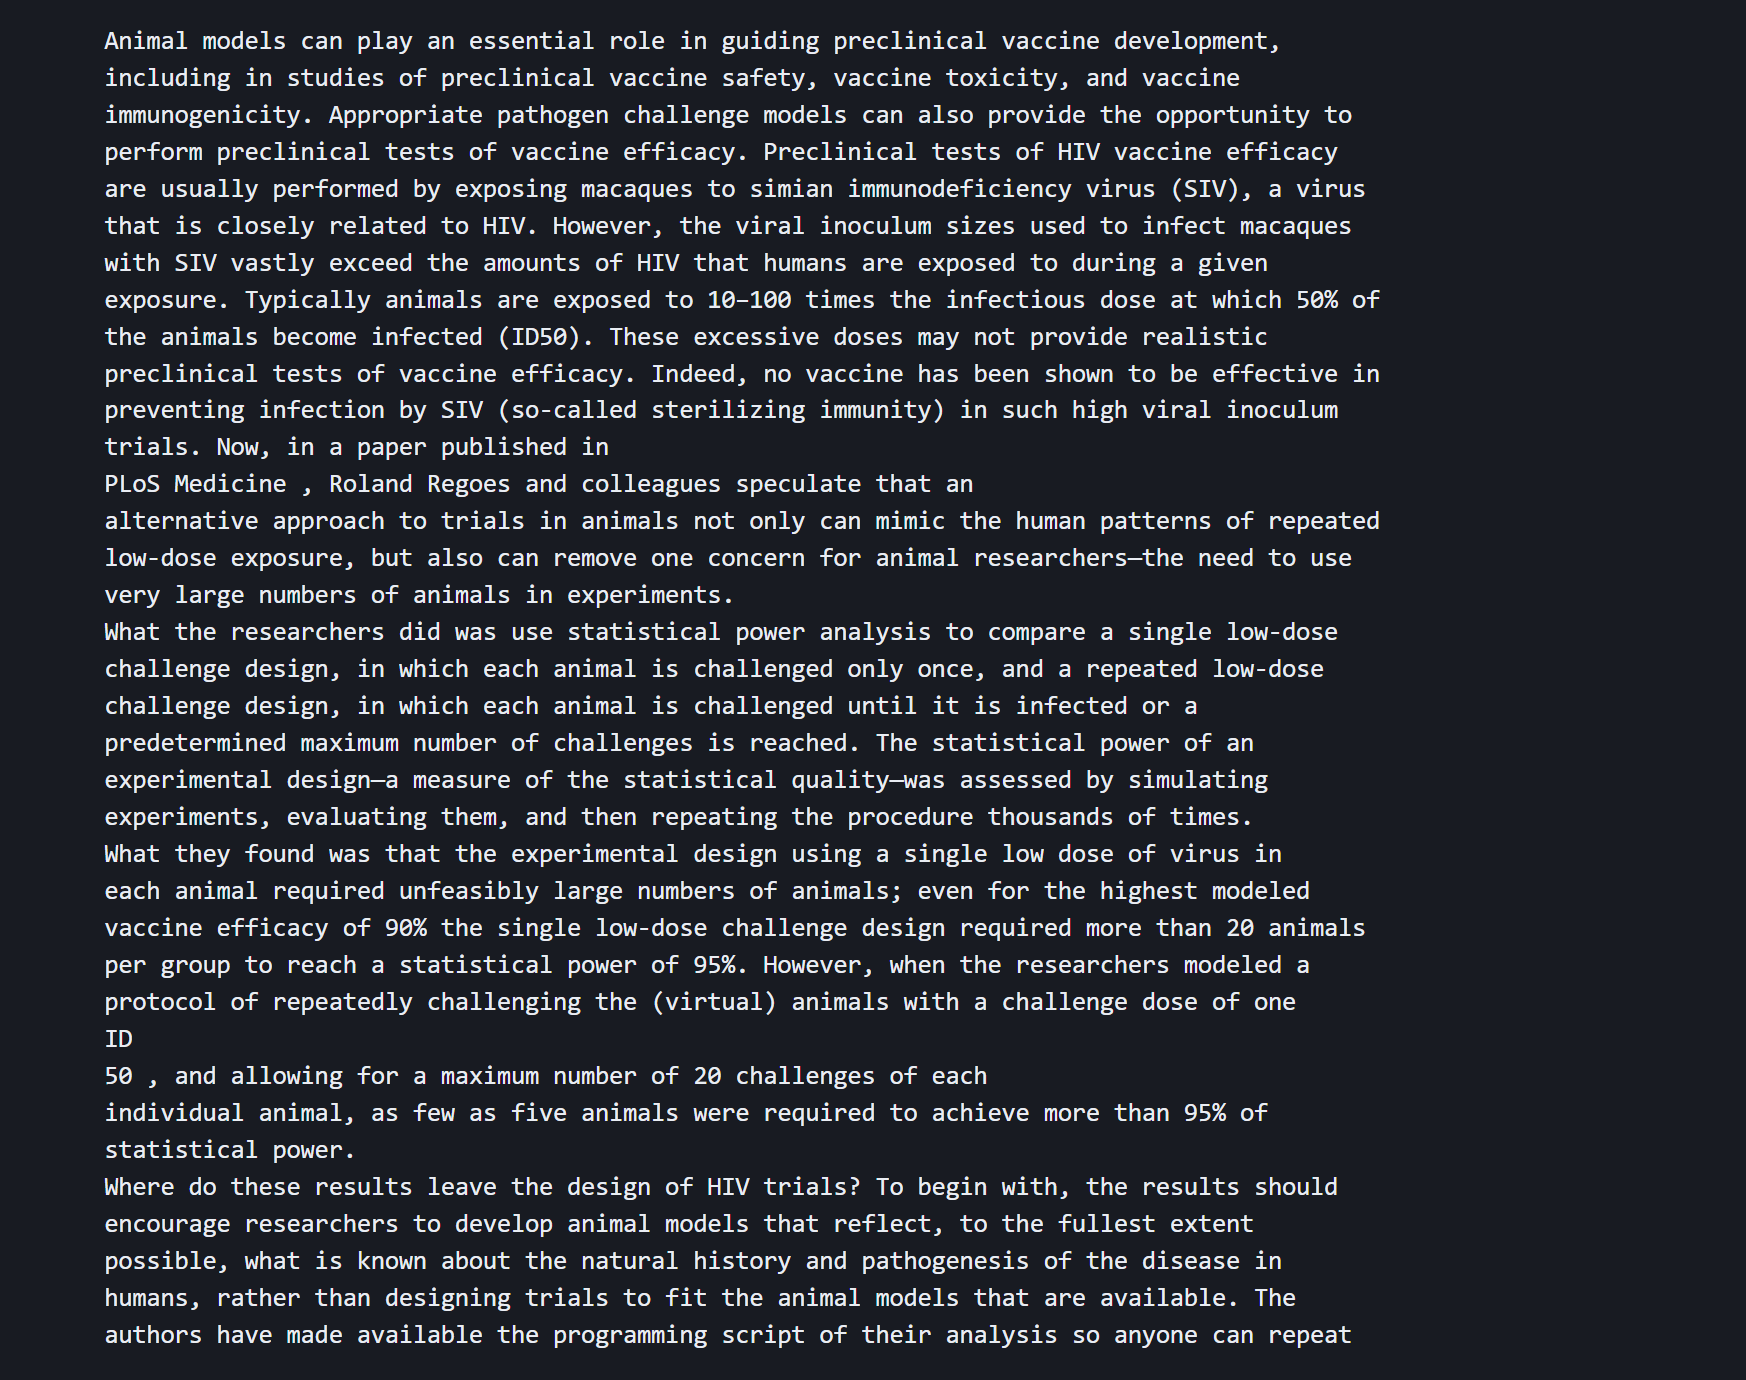 Animal models can play an essential role in guiding preclinical vaccine development,
including in studies of preclinical vaccine safety, vaccine toxicity, and vaccine
immunogenicity. Appropriate pathogen challenge models can also provide the opportunity to
perform preclinical tests of vaccine efficacy. Preclinical tests of HIV vaccine efficacy
are usually performed by exposing macaques to simian immunodeficiency virus (SIV), a virus
that is closely related to HIV. However, the viral inoculum sizes used to infect macaques
with SIV vastly exceed the amounts of HIV that humans are exposed to during a given
exposure. Typically animals are exposed to 10–100 times the infectious dose at which 50% of
the animals become infected (ID50). These excessive doses may not provide realistic
preclinical tests of vaccine efficacy. Indeed, no vaccine has been shown to be effective in
preventing infection by SIV (so-called sterilizing immunity) in such high viral inoculum
trials. Now, in a paper published in
PLoS Medicine , Roland Regoes and colleagues speculate that an
alternative approach to trials in animals not only can mimic the human patterns of repeated
low-dose exposure, but also can remove one concern for animal researchers—the need to use
very large numbers of animals in experiments.
What the researchers did was use statistical power analysis to compare a single low-dose
challenge design, in which each animal is challenged only once, and a repeated low-dose
challenge design, in which each animal is challenged until it is infected or a
predetermined maximum number of challenges is reached. The statistical power of an
experimental design—a measure of the statistical quality—was assessed by simulating
experiments, evaluating them, and then repeating the procedure thousands of times.
What they found was that the experimental design using a single low dose of virus in
each animal required unfeasibly large numbers of animals; even for the highest modeled
vaccine efficacy of 90% the single low-dose challenge design required more than 20 animals
per group to reach a statistical power of 95%. However, when the researchers modeled a
protocol of repeatedly challenging the (virtual) animals with a challenge dose of one
ID
50 , and allowing for a maximum number of 20 challenges of each
individual animal, as few as five animals were required to achieve more than 95% of
statistical power.
Where do these results leave the design of HIV trials? To begin with, the results should
encourage researchers to develop animal models that reflect, to the fullest extent
possible, what is known about the natural history and pathogenesis of the disease in
humans, rather than designing trials to fit the animal models that are available. The
authors have made available the programming script of their analysis so anyone can repeat